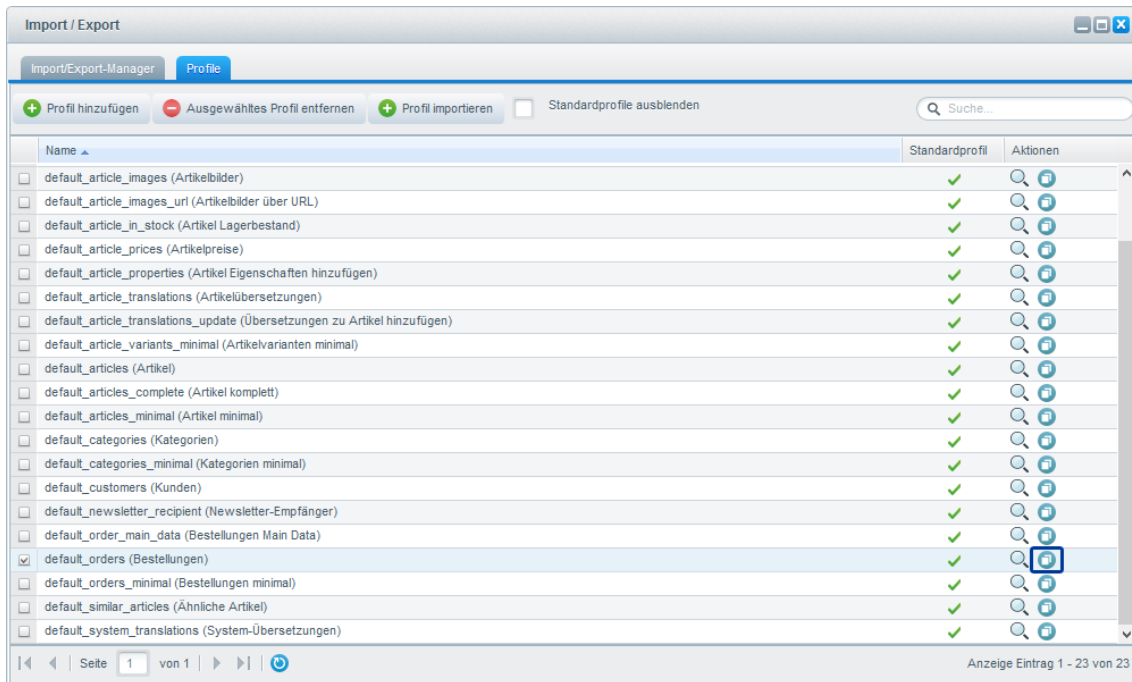 Import / Export
Import/Export-Manager Profile
Profil hinzufügen Ausgewähltes Profil entfernen Profil importieren Standardprofile ausblenden Suche...
Name Standardprofil Aktionen
default_article_images (Artikelbilder)
default_article_images_url (Artikelbilder über URL)
default_article_in_stock (Artikel Lagerbestand)
default_article_prices (Artikelpreise)
default_article_properties (Artikel Eigenschaften hinzufügen)
default_article_translations (Artikelübersetzungen)
default_article_translations_update (Übersetzungen zu Artikel hinzufügen)
default_article_variants_minimal (Artikelvarianten minimal)
default_articles (Artikel)
default_articles_complete (Artikel komplett)
default_articles_minimal (Artikel minimal)
default_categories (Kategorien)
default_categories_minimal (Kategorien minimal)
default_customers (Kunden)
default_newsletter_recipient (Newsletter-Empfänger)
default_order_main_data (Bestellungen Main Data)
default_orders (Bestellungen)
default_orders_minimal (Bestellungen minimal)
default_similar_articles (Ähnliche Artikel)
default_system_translations (System-Übersetzungen)
Seite 1 von 1 Anzeige Eintrag 1 - 23 von 23